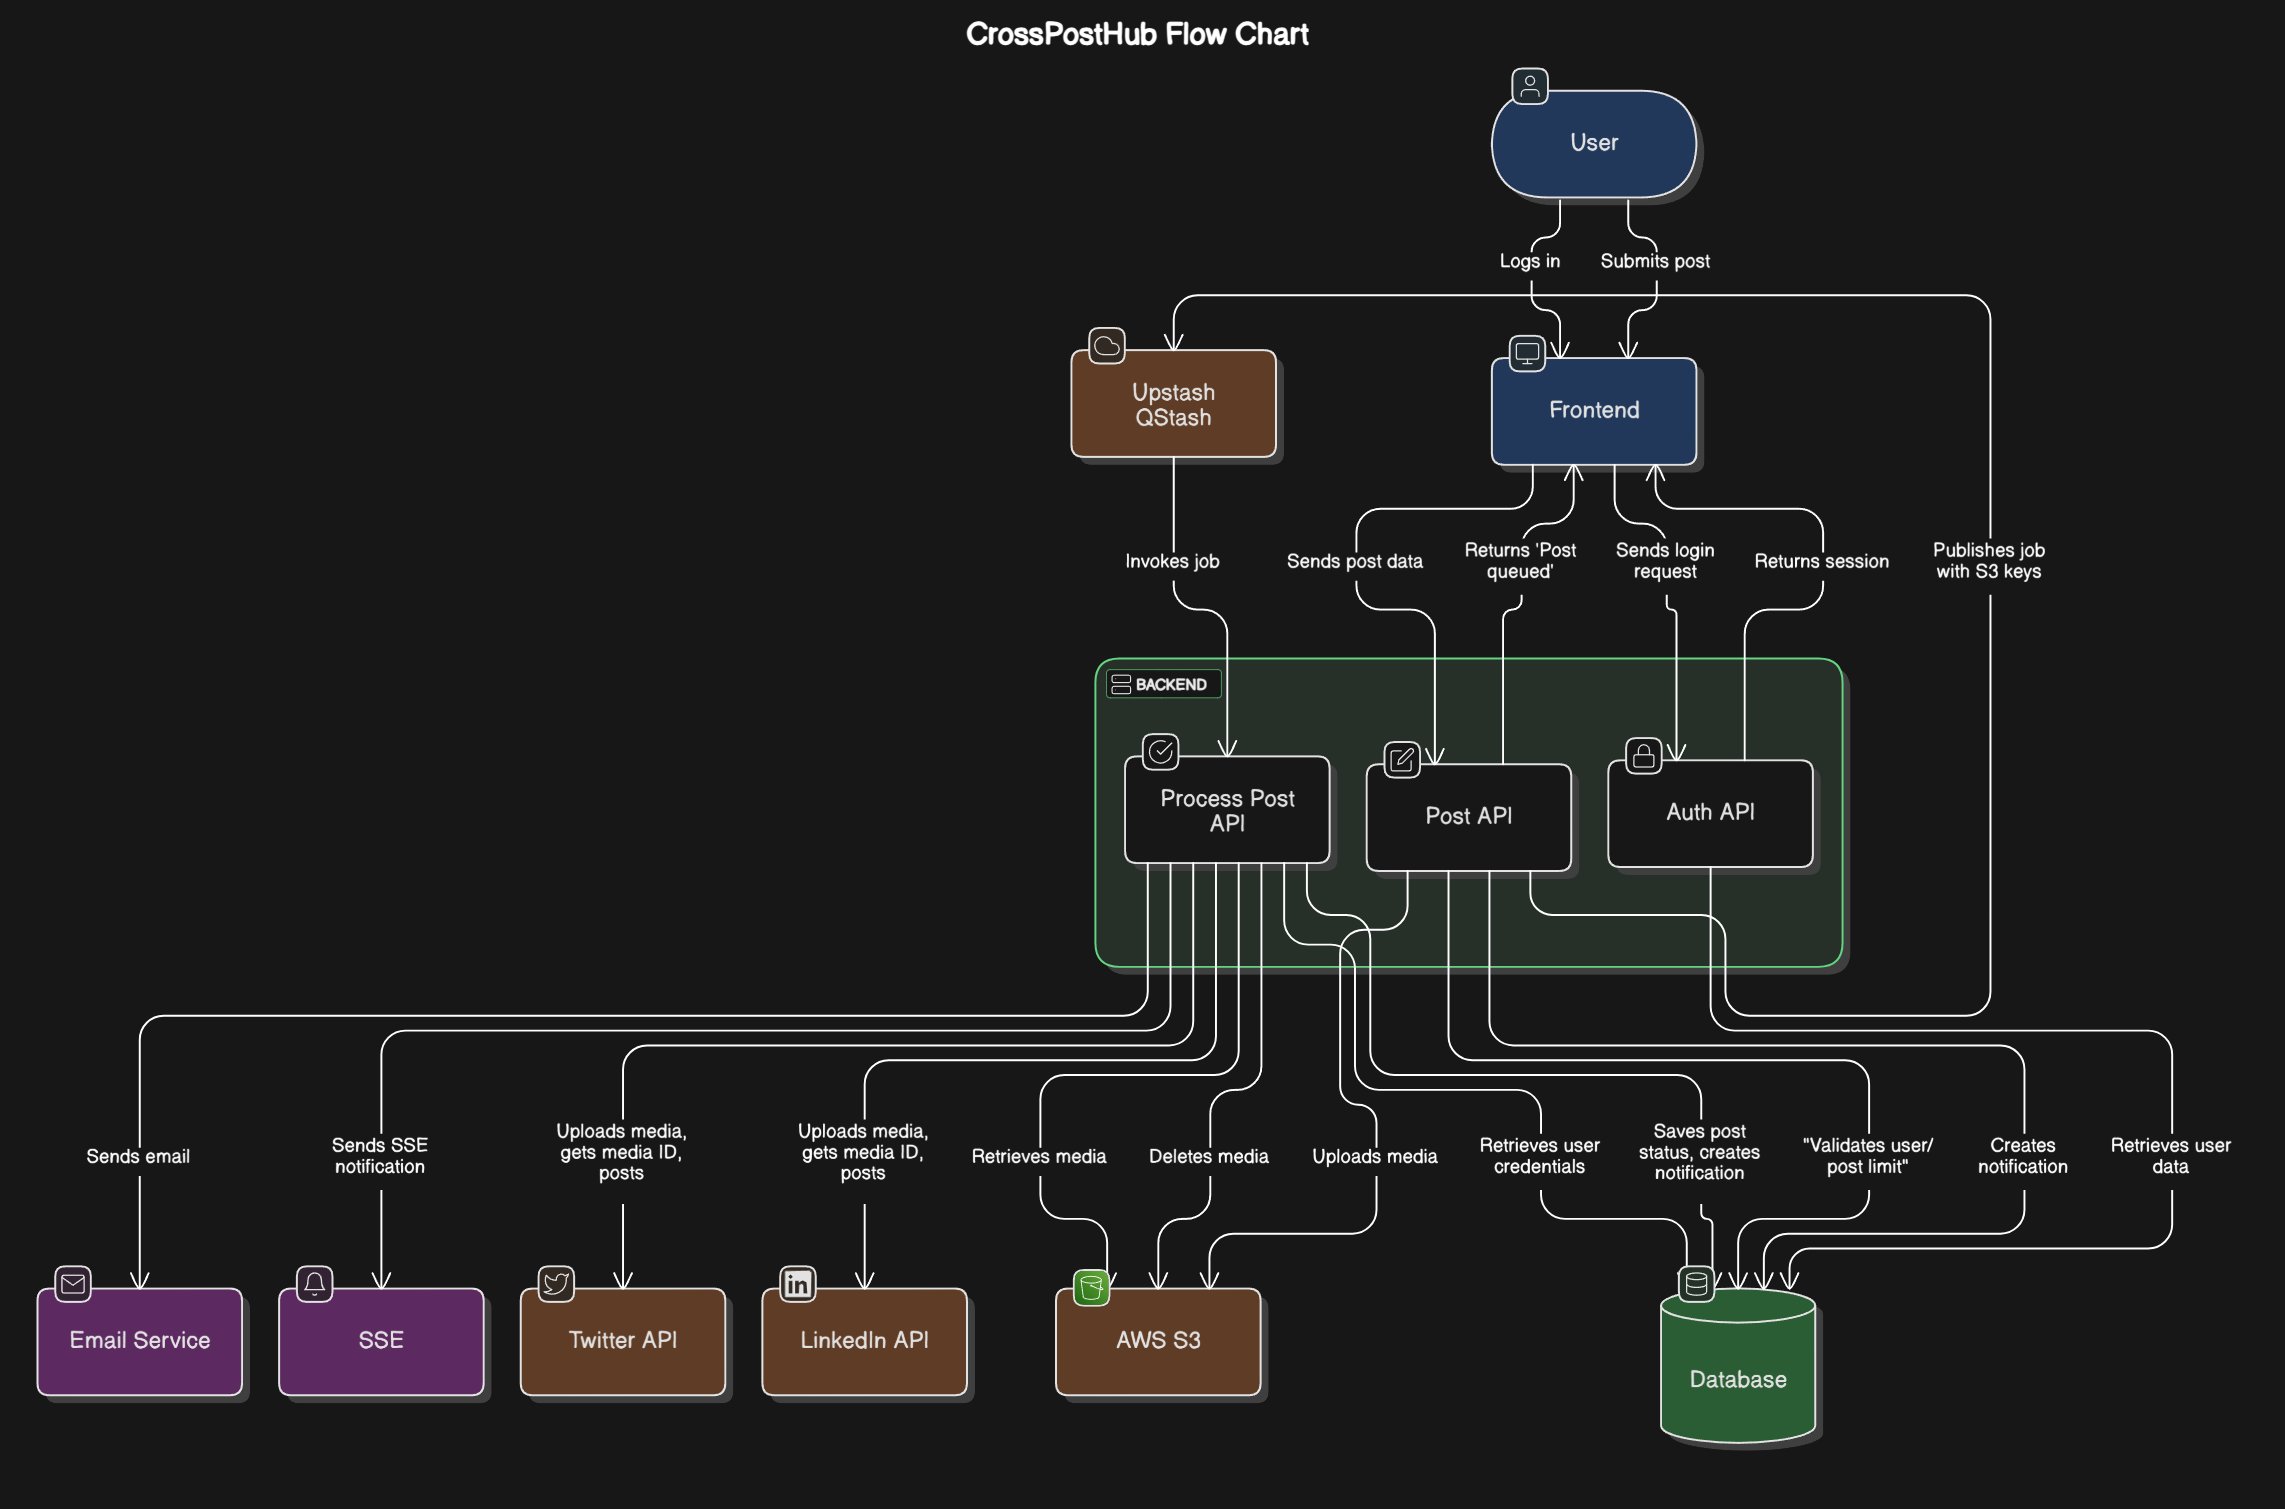 CrossPostHub Flow Chart
User
Logs in
Submits post
Upstash
QStash
Frontend
Invokes job
Sends post data
Returns 'Post
queued'
Sends login
request
Returns session
Publishes job
with S3 keys
BACKEND
Process Post
API
Post API
Auth API
Sends email
Sends SSE
notification
Uploads media,
gets media ID,
posts
Uploads media,
gets media ID,
posts
Retrieves media
Deletes media
Uploads media
Retrieves user
credentials
Saves post
status, creates
notification
"Validates user/
post limit"
Creates
notification
Retrieves user
data
Email Service
SSE
Twitter API
in
LinkedIn API
AWS S3
Database